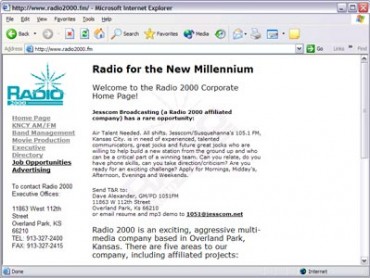 http://www.radio2000.fm/ - Microsoft Internet Explorer
File Edit View Favorites Tools Help
Back Search Favorites Media
Address http://www.radio2000.fm Go Links
RADIO
2000
Home Page
KNCY AM/FM
Band Management
Movie Production
Executive
Directory
Job Opportunities
Advertising
To contact Radio 2000
Executive Offices:
11863 West 112th
Street
Overland Park, KS
66210
TEL: 913-327-2400
FAX: 913-327-2475
Radio for the New Millennium
Welcome to the Radio 2000 Corporate
Home Page!
Jesscom Broadcasting (a Radio 2000 affiliated
company) has a rare opportunity:
Air Talent Needed. All shifts. Jesscom/Susquehanna's 105.1 FM,
Kansas City, is in need of experienced, talented
communicators, great jocks and future great jocks who are
willing to help build a new station from the ground up and who
can be a critical part of a winning team. Can you relate, do you
have phone skills, can you take direction/criticism? Are you
ready for an exciting challenge? Apply for Mornings, Midday's,
Afternoon, Evenings and Weekends.
Send T&R to:
Dave Alexander, GM/PD 1051FM
11863 W 112th Street
Overland Park, Ks 66210
or email resume and mp3 demo to 1051@jesscom.net
Radio 2000 is an exciting, aggressive multi-
media company based in Overland Park,
Kansas. There are five areas to our
company, including affiliated projects:
Done Internet